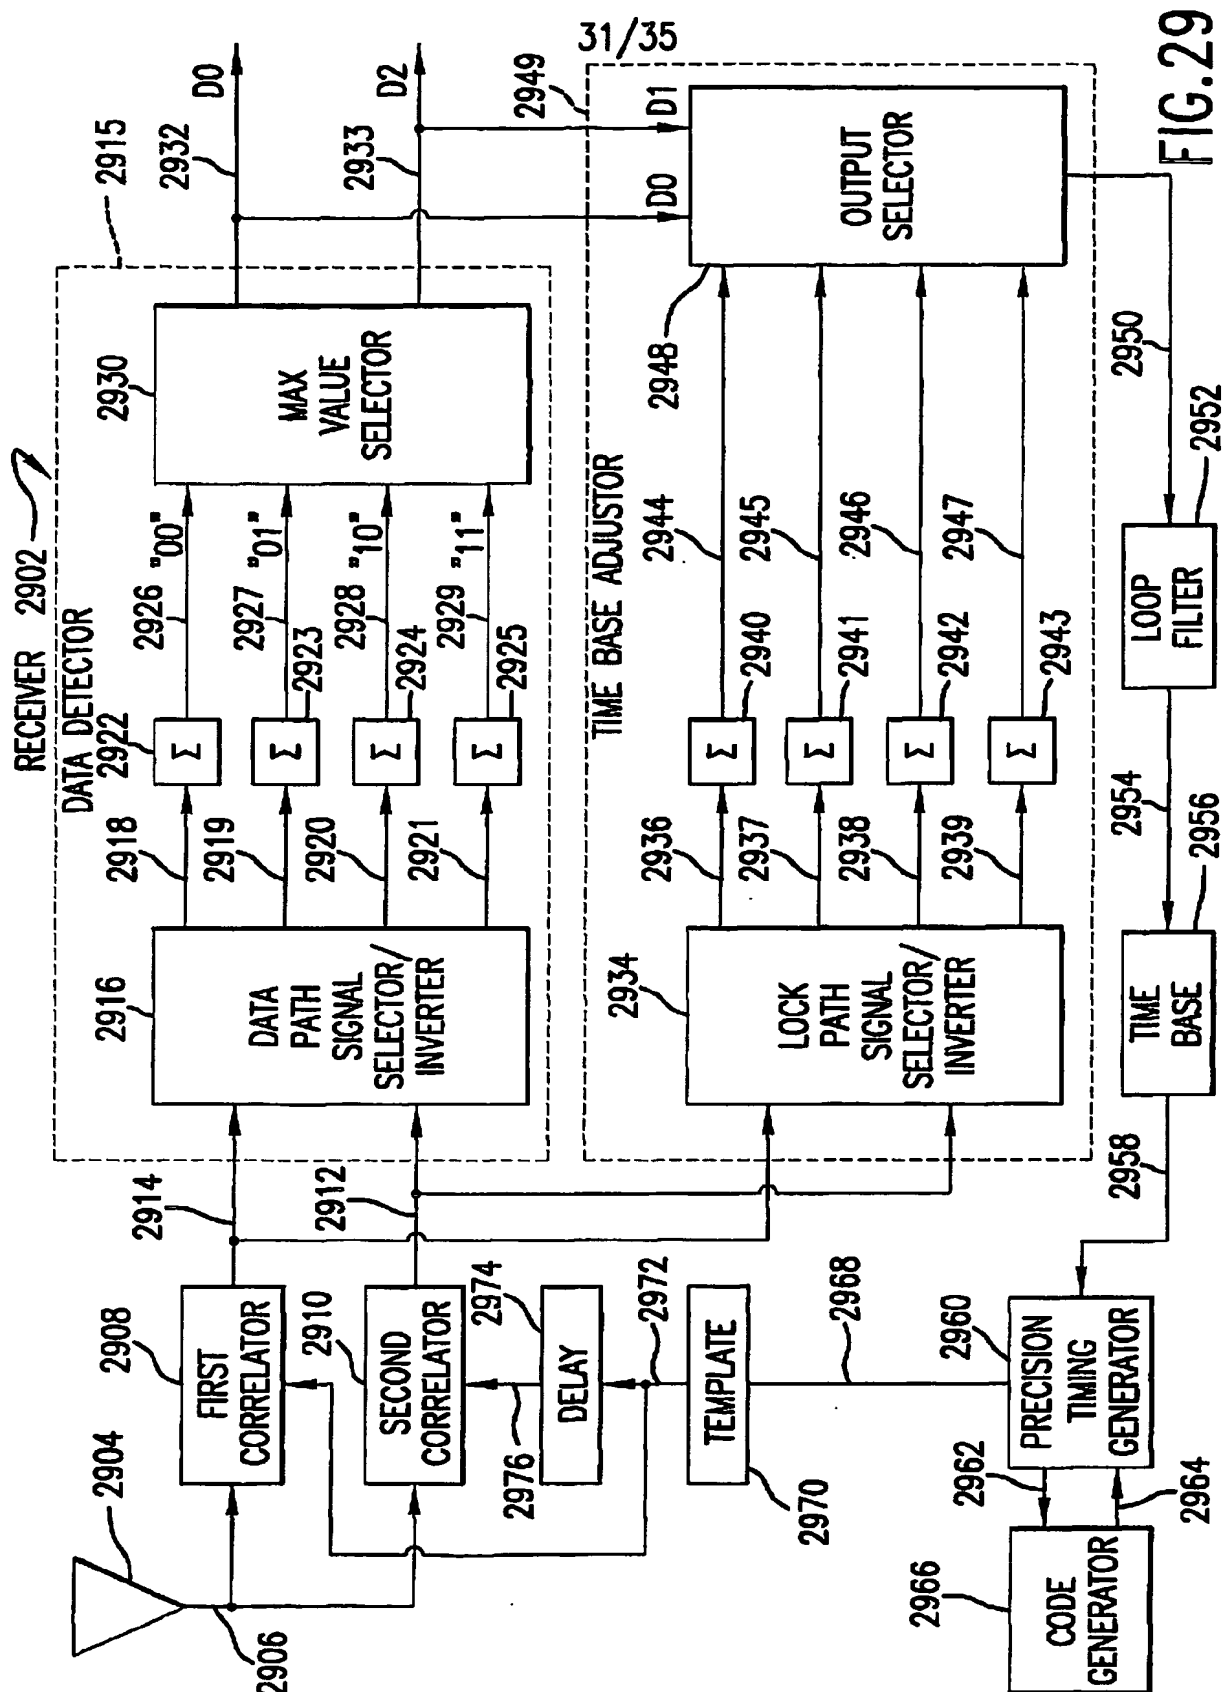 31/35
FIG.29
RECEIVER 2902
DATA DETECTOR
2915
2904
2906
2908
FIRST
CORRELATOR
2910
SECOND
CORRELATOR
2914
2912
2916
DATA
PATH
SIGNAL
SELECTOR/
INVERTER
2918
2919
2920
2921
2922
Σ
2923
Σ
2924
Σ
2925
Σ
2926 "00"
2927 "01"
2928 "10"
2929 "11"
2930
MAX
VALUE
SELECTOR
2932
D0
2933
D2
TIME BASE ADJUSTOR
2949
2934
LOCK
PATH
SIGNAL
SELECTOR/
INVERTER
2936
2937
2938
2939
2940
Σ
2941
Σ
2942
Σ
2943
Σ
2944
2945
2946
2947
2948
D0
D1
OUTPUT
SELECTOR
2950
2952
LOOP
FILTER
2954
2956
TIME
BASE
2958
2960
PRECISION
TIMING
GENERATOR
2962
2964
2966
CODE
GENERATOR
2968
2970
TEMPLATE
2972
2974
DELAY
2976